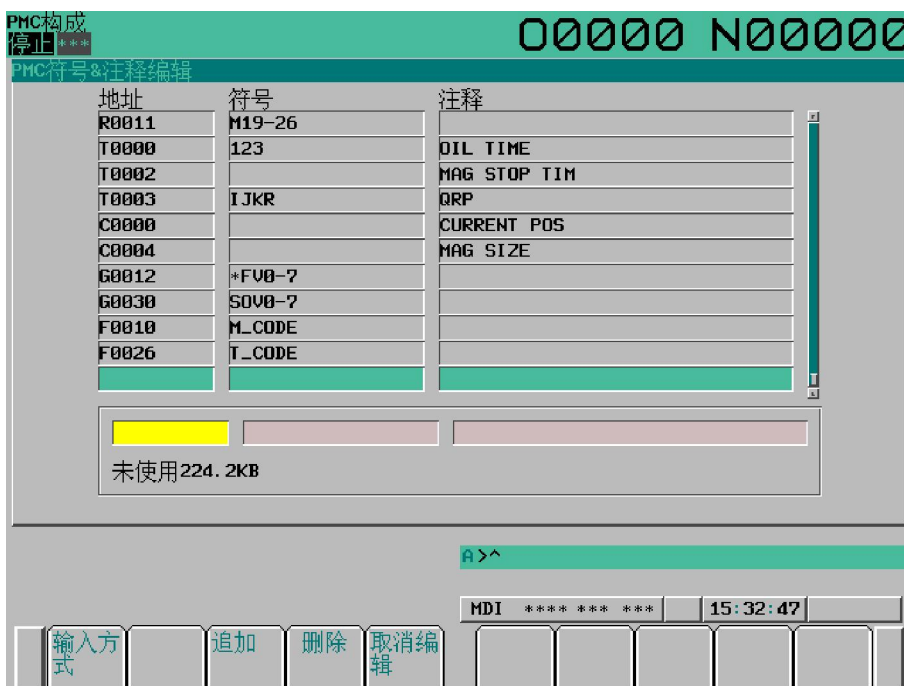 PMC构成
停止 *** O0000 N00000
PMC符号&注释编辑
地址 符号 注释
R0011 M19-26
T0000 123 OIL TIME
T0002 MAG STOP TIM
T0003 IJKR QRP
C0000 CURRENT POS
C0004 MAG SIZE
G0012 *FV0-7
G0030 SOV0-7
F0010 M_CODE
F0026 T_CODE
未使用224.2KB
A>^
MDI **** *** *** 15:32:47
输入方式 追加 删除 取消编辑